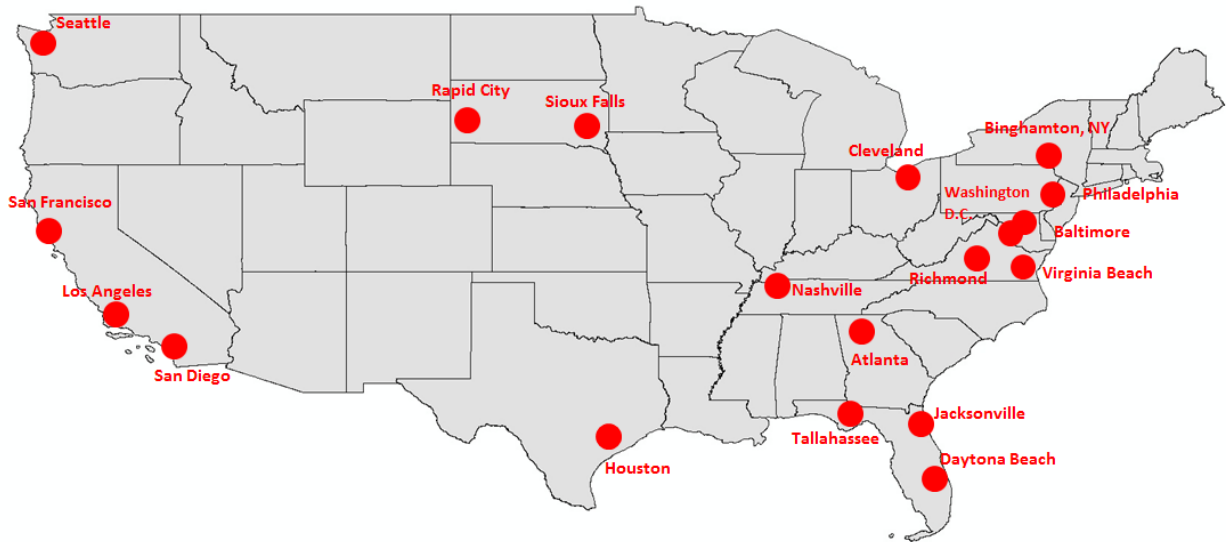 Seattle
Rapid City
Sioux Falls
Binghamton, NY
Cleveland
Washington
D.C.
Philadelphia
San Francisco
Baltimore
Richmond
Virginia Beach
Los Angeles
Nashville
Atlanta
San Diego
Jacksonville
Tallahassee
Daytona Beach
Houston